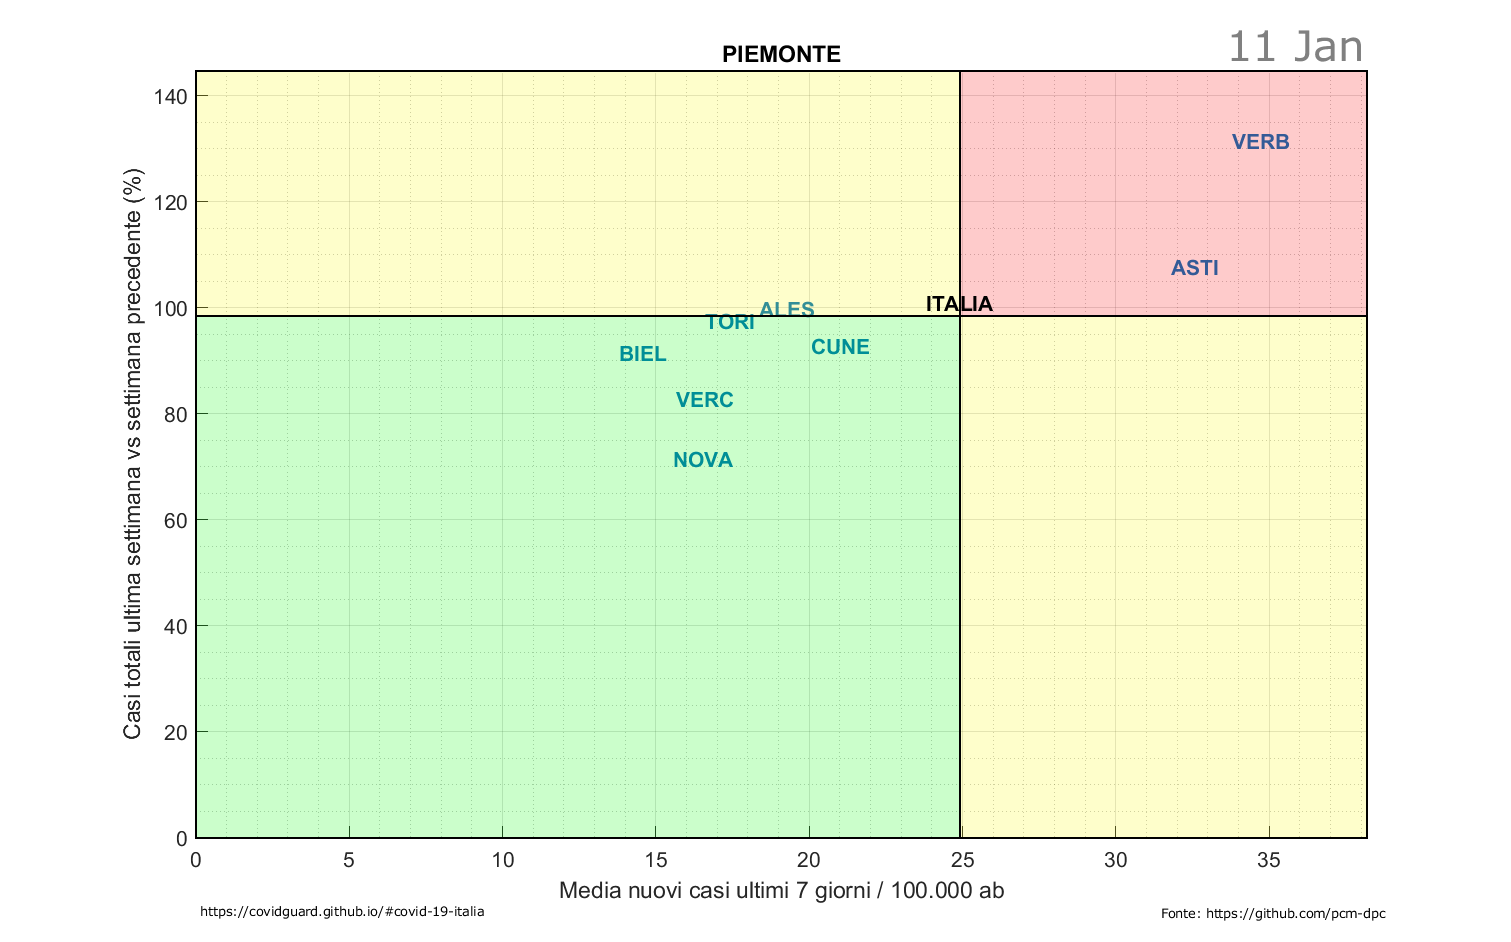 11 Jan
PIEMONTE
140
120
100
80
60
40
20
0
Casi totali ultima settimana vs settimana precedente (%)
VERB
ASTI
ITALIA
ALES
TORI
CUNE
BIEL
VERC
NOVA
0 5 10 15 20 25 30 35
Media nuovi casi ultimi 7 giorni / 100.000 ab
https://covidguard.github.io/#covid-19-italia
Fonte: https://github.com/pcm-dpc